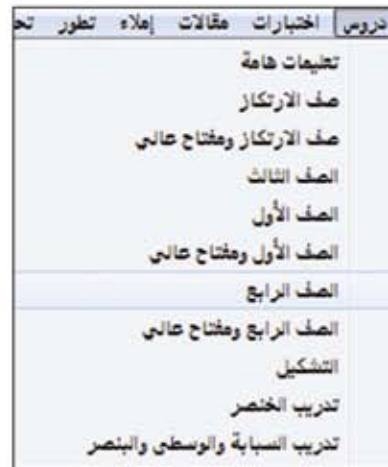 دروس اختبارات مقالات إملاء تطور تحد
تعليمات هامة
صف الارتكاز
صف الارتكاز ومفتاح عالي
الصف الثالث
الصف الأول
الصف الأول ومفتاح عالي
الصف الرابع
الصف الرابع ومفتاح عالي
التشكيل
تدريب الخنصر
تدريب السبابة والوسطى والبنصر